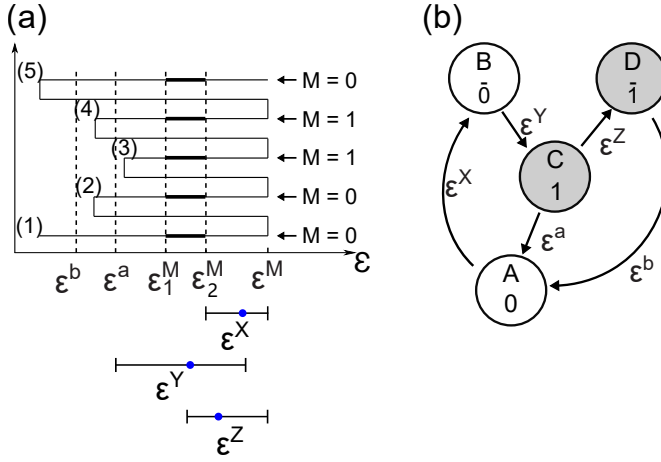 (a)
(5)
M = 0
(4)
M = 1
(3)
M = 1
(2)
M = 0
(1)
M = 0
ε
ε^b ε^a ε_1^M ε_2^M ε^M
ε^X
ε^Y
ε^Z
(b)
B
0̄
D
1̄
ε^Y
ε^Z
C
1
ε^X
ε^a
ε^b
A
0